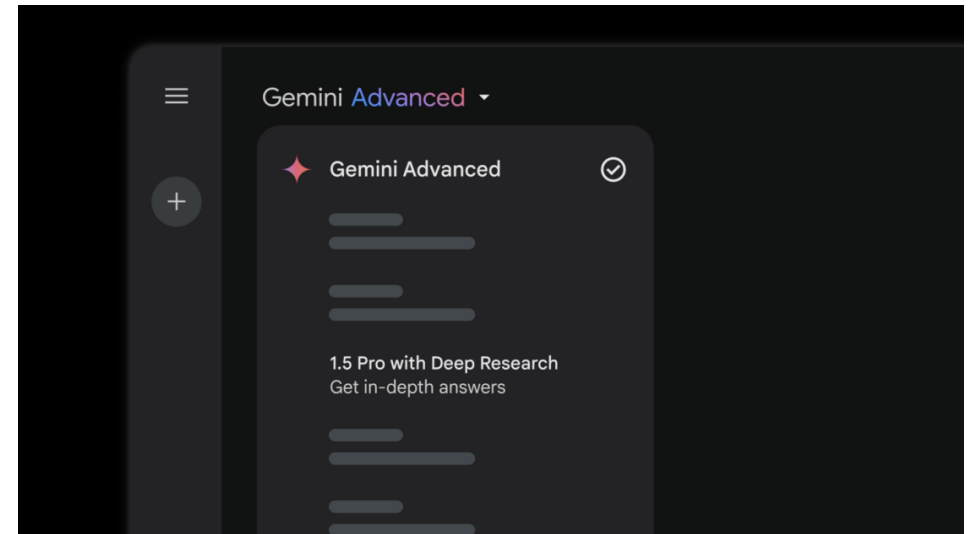 Gemini Advanced
Gemini Advanced
1.5 Pro with Deep Research
Get in-depth answers